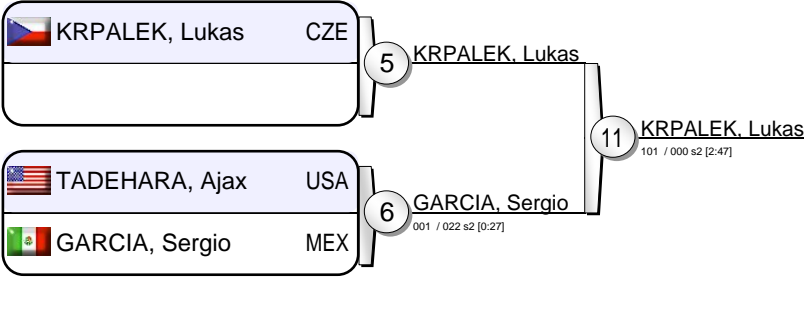 KRPALEK, Lukas CZE
5
KRPALEK, Lukas
11
KRPALEK, Lukas
101 / 000 s2 [2:47]
TADEHARA, Ajax USA
6
GARCIA, Sergio
001 / 022 s2 [0:27]
GARCIA, Sergio MEX